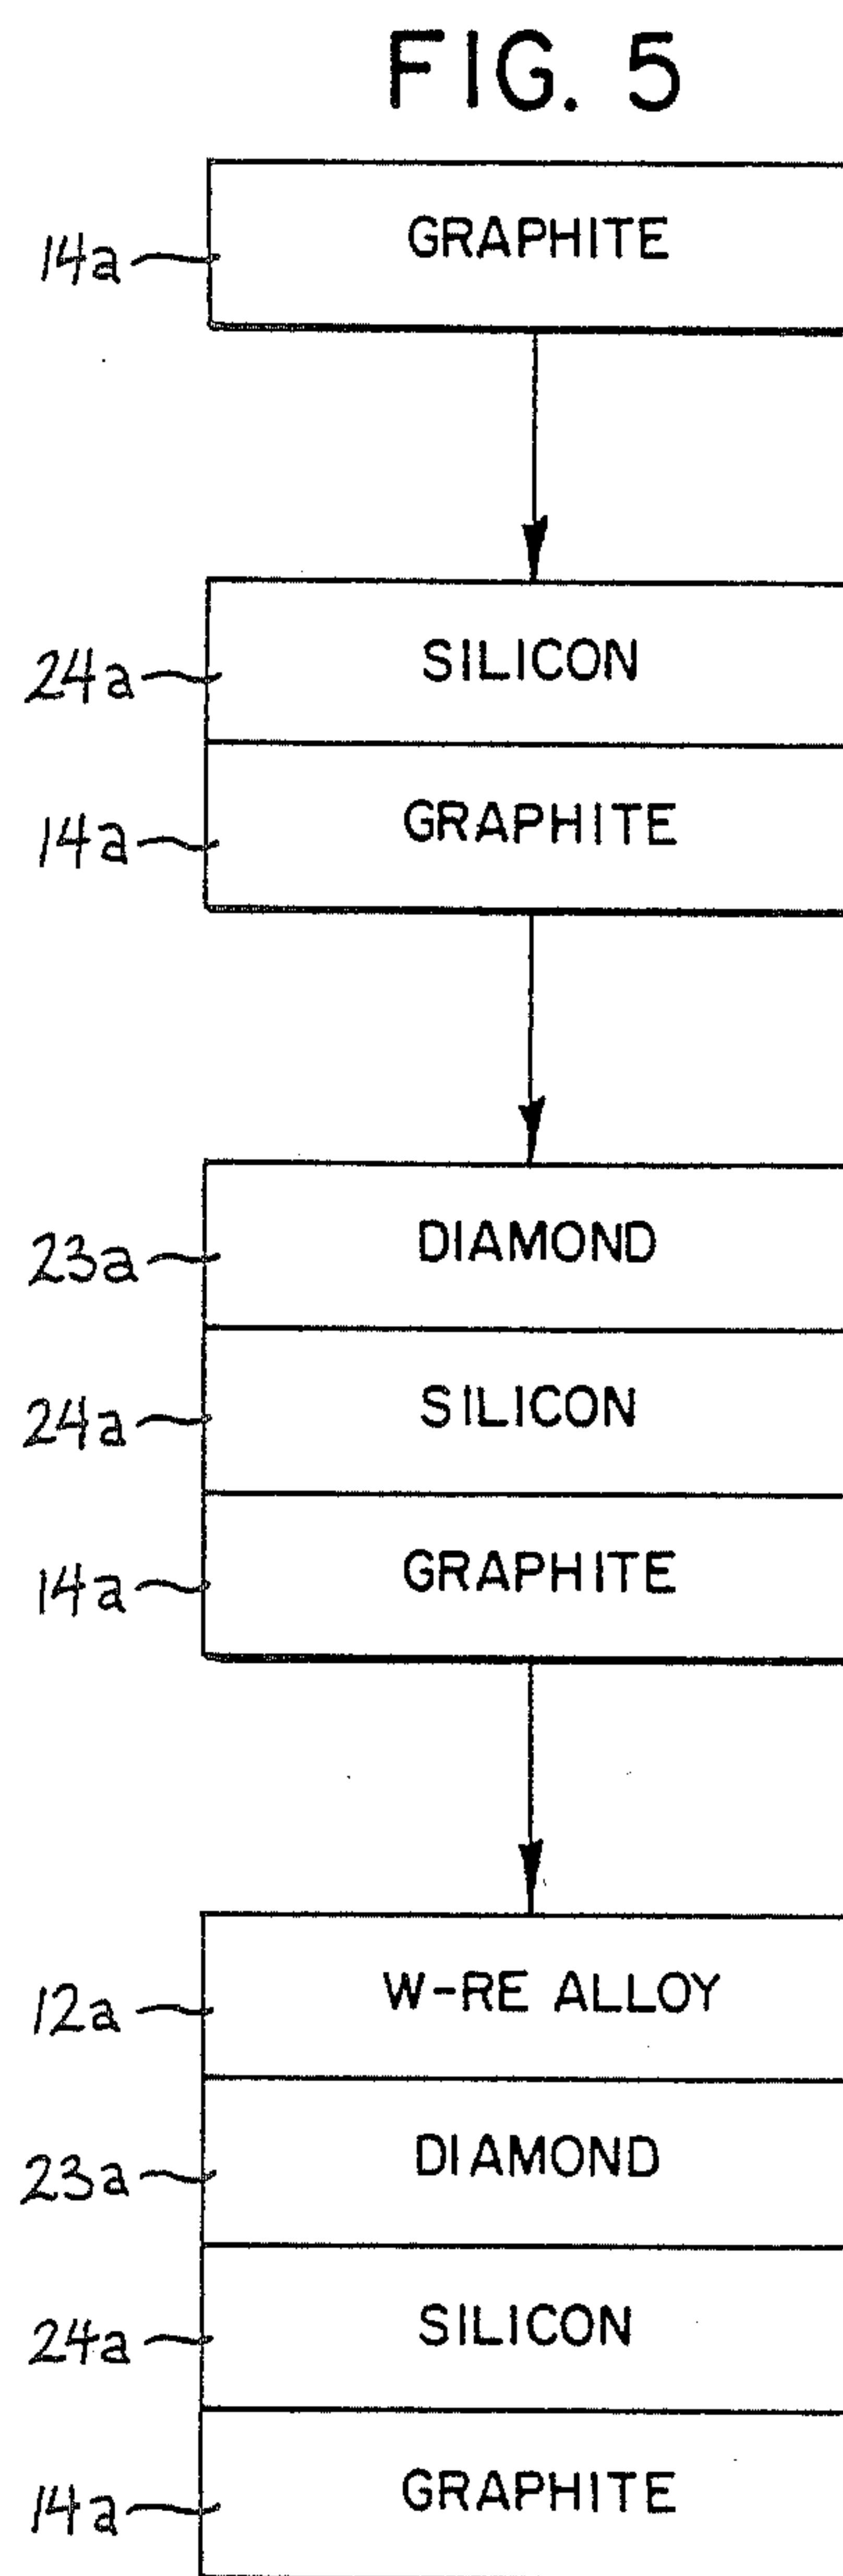 FIG. 5
14a GRAPHITE
24a SILICON
14a GRAPHITE
23a DIAMOND
24a SILICON
14a GRAPHITE
12a W-RE ALLOY
23a DIAMOND
24a SILICON
14a GRAPHITE